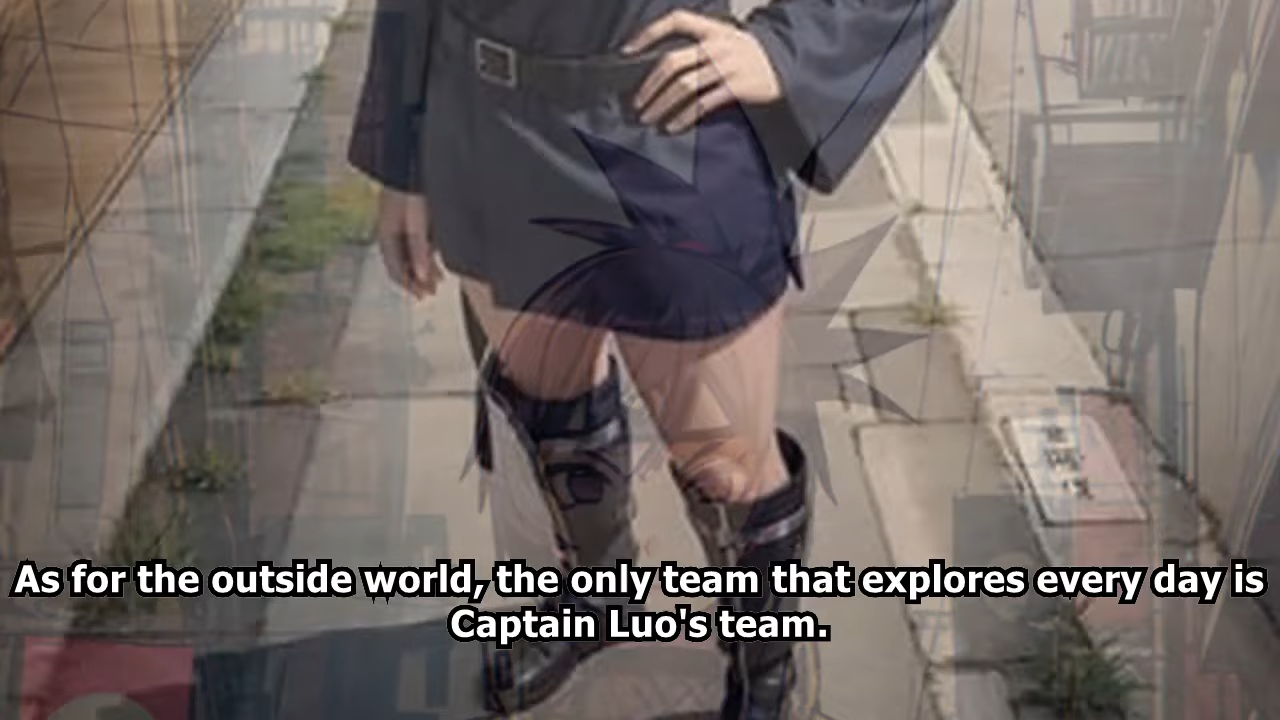 As for the outside world, the only team that explores every day is
Captain Luo's team.